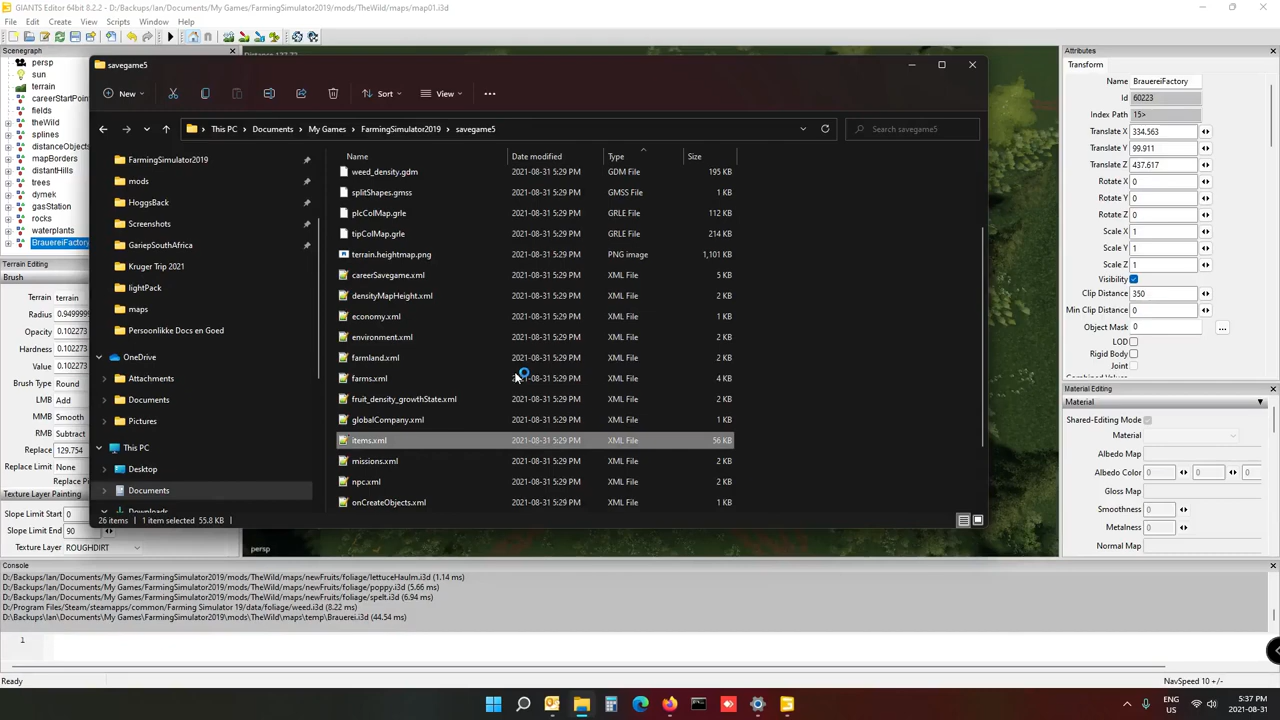 GIANTS Editor 64bit 8.2.2 - D:/Backups/Ian/Documents/My Games/FarmingSimulator2019/mods/TheWild/maps/map01.i3d
File Edit Create View Scripts Window Help
Scenegraph
persp
sun
terrain
careerStartPoint
fields
theWild
splines
distanceObjects
mapBorders
distantHills
trees
dymek
gasStation
rocks
waterplants
BrauereiFactory
Terrain Editing
Brush
Terrain terrain
Radius 0.9499999
Opacity 0.102273
Hardness 0.102273
Value 0.102273
Brush Type Round
LMB Add
MMB Smooth
RMB Subtract
Replace 129.754
Replace Limit None
Texture Layer Painting
Slope Limit Start 0
Slope Limit End 90
Texture Layer ROUGHDIRT
savegame5
New
Sort
View
This PC
Documents
My Games
FarmingSimulator2019
savegame5
Search savegame5
FarmingSimulator2019
mods
HoggsBack
Screenshots
GariepSouthAfrica
Kruger Trip 2021
lightPack
maps
Persoonlikke Docs en Goed
OneDrive
Attachments
Documents
Pictures
This PC
Desktop
Documents
Downloads
Name Date modified Type Size
weed_density.gdm 2021-08-31 5:29 PM GDM File 195 KB
splitShapes.gmss 2021-08-31 5:29 PM GMSS File 1 KB
plcColMap.grle 2021-08-31 5:29 PM GRLE File 112 KB
tipColMap.grle 2021-08-31 5:29 PM GRLE File 214 KB
terrain.heightmap.png 2021-08-31 5:29 PM PNG image 1,101 KB
careerSavegame.xml 2021-08-31 5:29 PM XML File 5 KB
densityMapHeight.xml 2021-08-31 5:29 PM XML File 2 KB
economy.xml 2021-08-31 5:29 PM XML File 1 KB
environment.xml 2021-08-31 5:29 PM XML File 2 KB
farmland.xml 2021-08-31 5:29 PM XML File 2 KB
farms.xml 2021-08-31 5:29 PM XML File 4 KB
fruit_density_growthState.xml 2021-08-31 5:29 PM XML File 2 KB
globalCompany.xml 2021-08-31 5:29 PM XML File 1 KB
items.xml 2021-08-31 5:29 PM XML File 56 KB
missions.xml 2021-08-31 5:29 PM XML File 2 KB
npc.xml 2021-08-31 5:29 PM XML File 1 KB
onCreateObjects.xml 2021-08-31 5:29 PM XML File 1 KB
26 items 1 item selected 55.8 KB
persp
Attributes
Transform
Name BrauereiFactory
Id 60223
Index Path 15>
Translate X 334.563
Translate Y 99.911
Translate Z 437.617
Rotate X 0
Rotate Y 0
Rotate Z 0
Scale X 1
Scale Y 1
Scale Z 1
Visibility
Clip Distance 350
Min Clip Distance 0
Object Mask 0
...
LOD
Rigid Body
Joint
Material Editing
Material
Shared-Editing Mode
Material
Albedo Map
Albedo Color 0 0 0
Gloss Map
Smoothness 0
Metalness 0
Normal Map
Console
D:/Backups/Ian/Documents/My Games/FarmingSimulator2019/mods/TheWild/maps/newFruits/foliage/lettuceHaulm.i3d (1.14 ms)
D:/Backups/Ian/Documents/My Games/FarmingSimulator2019/mods/TheWild/maps/newFruits/foliage/poppy.i3d (5.66 ms)
D:/Backups/Ian/Documents/My Games/FarmingSimulator2019/mods/TheWild/maps/newFruits/foliage/spelt.i3d (6.94 ms)
D:/Program Files/Steam/steamapps/common/Farming Simulator 19/data/foliage/weed.i3d (8.22 ms)
D:\Backups\Ian\Documents\My Games\FarmingSimulator2019\mods\TheWild\maps\temp\Brauerei.i3d (44.54 ms)
1
Ready
NavSpeed 10 +/-
ENG
US
5:37 PM
2021-08-31